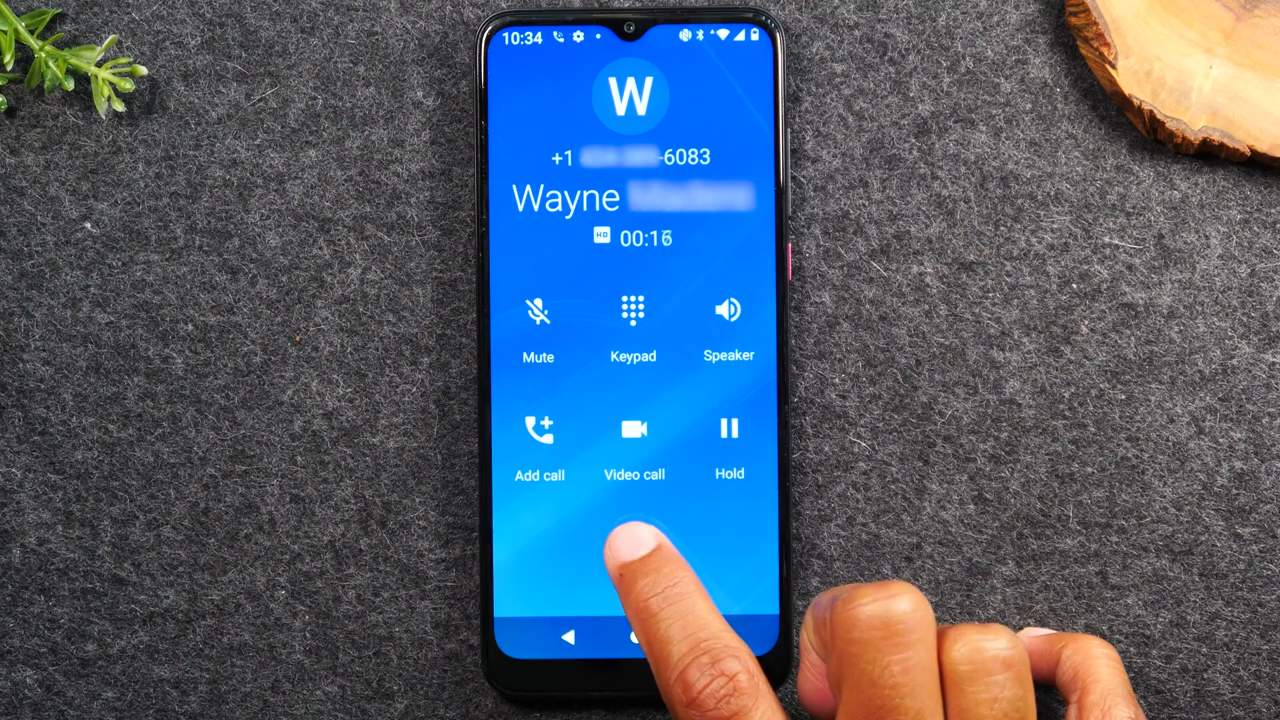 10:34
W
+1 -6083
Wayne
HD 00:16
Mute Keypad Speaker
Add call Video call Hold